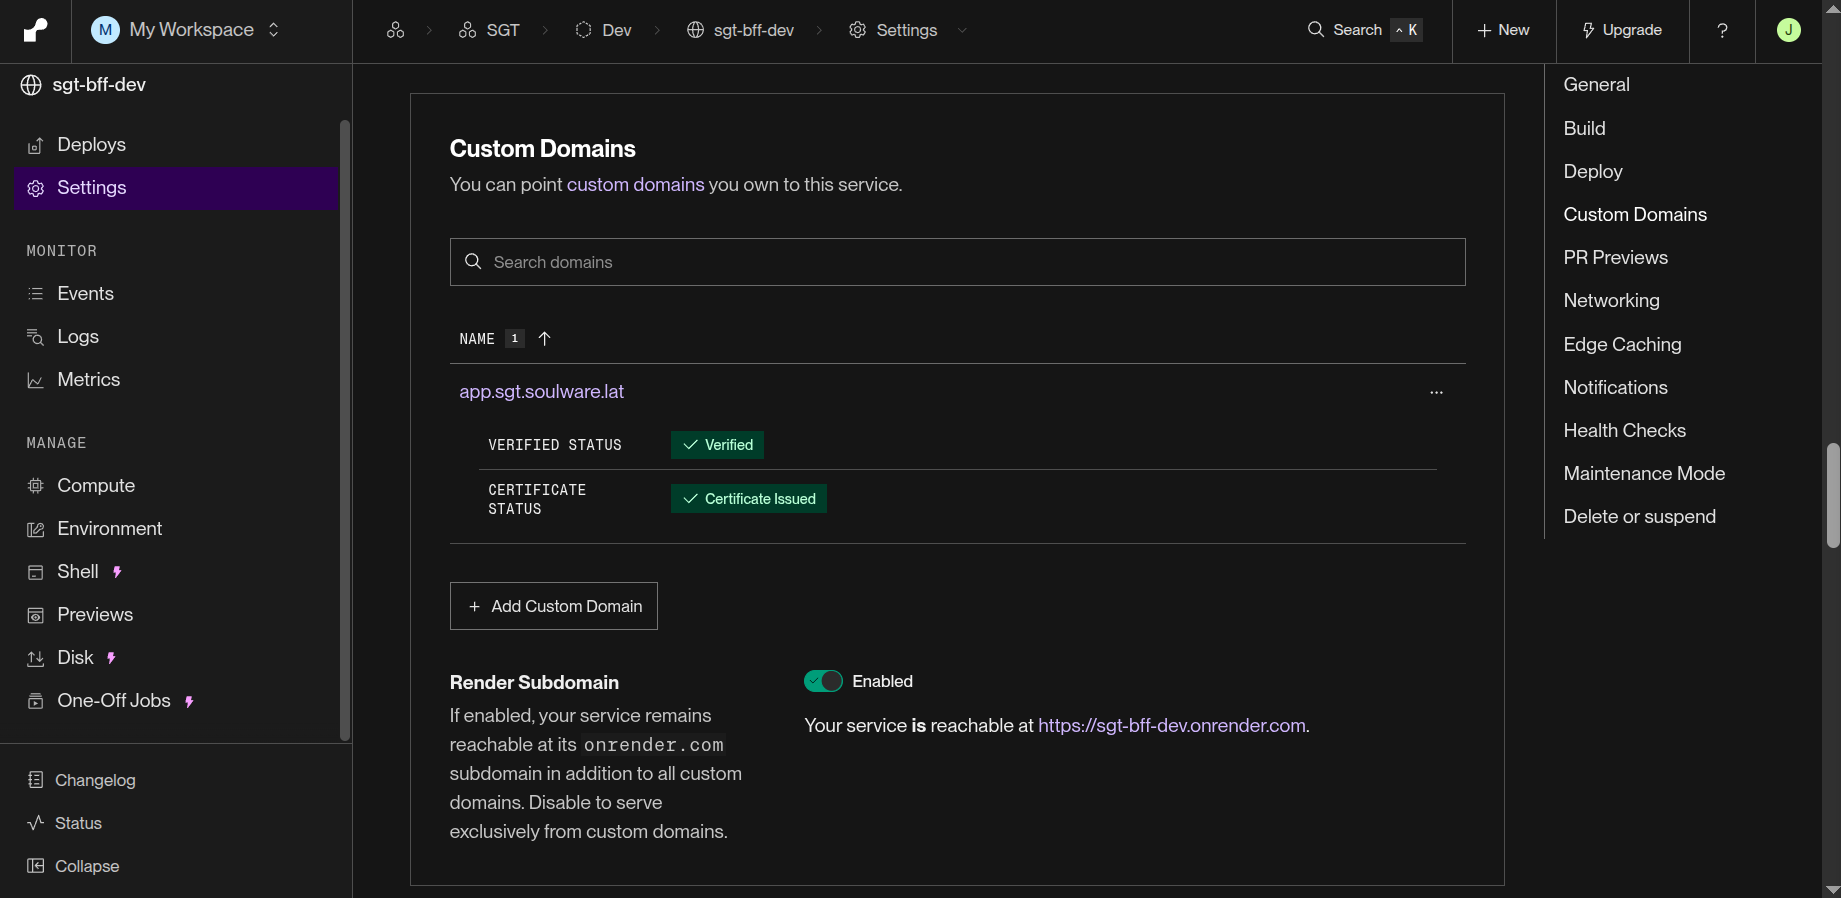 M My Workspace
SGT
Dev
sgt-bff-dev
Settings
Search ^ K
+ New
Upgrade
?
J
sgt-bff-dev
Deploys
Settings
MONITOR
Events
Logs
Metrics
MANAGE
Compute
Environment
Shell
Previews
Disk
One-Off Jobs
Changelog
Status
Collapse
Custom Domains
You can point custom domains you own to this service.
Search domains
NAME 1 ↑
app.sgt.soulware.lat
...
VERIFIED STATUS
Verified
CERTIFICATE
STATUS
Certificate Issued
+ Add Custom Domain
Render Subdomain
If enabled, your service remains
reachable at its onrender.com
subdomain in addition to all custom
domains. Disable to serve
exclusively from custom domains.
Enabled
Your service is reachable at https://sgt-bff-dev.onrender.com.
General
Build
Deploy
Custom Domains
PR Previews
Networking
Edge Caching
Notifications
Health Checks
Maintenance Mode
Delete or suspend